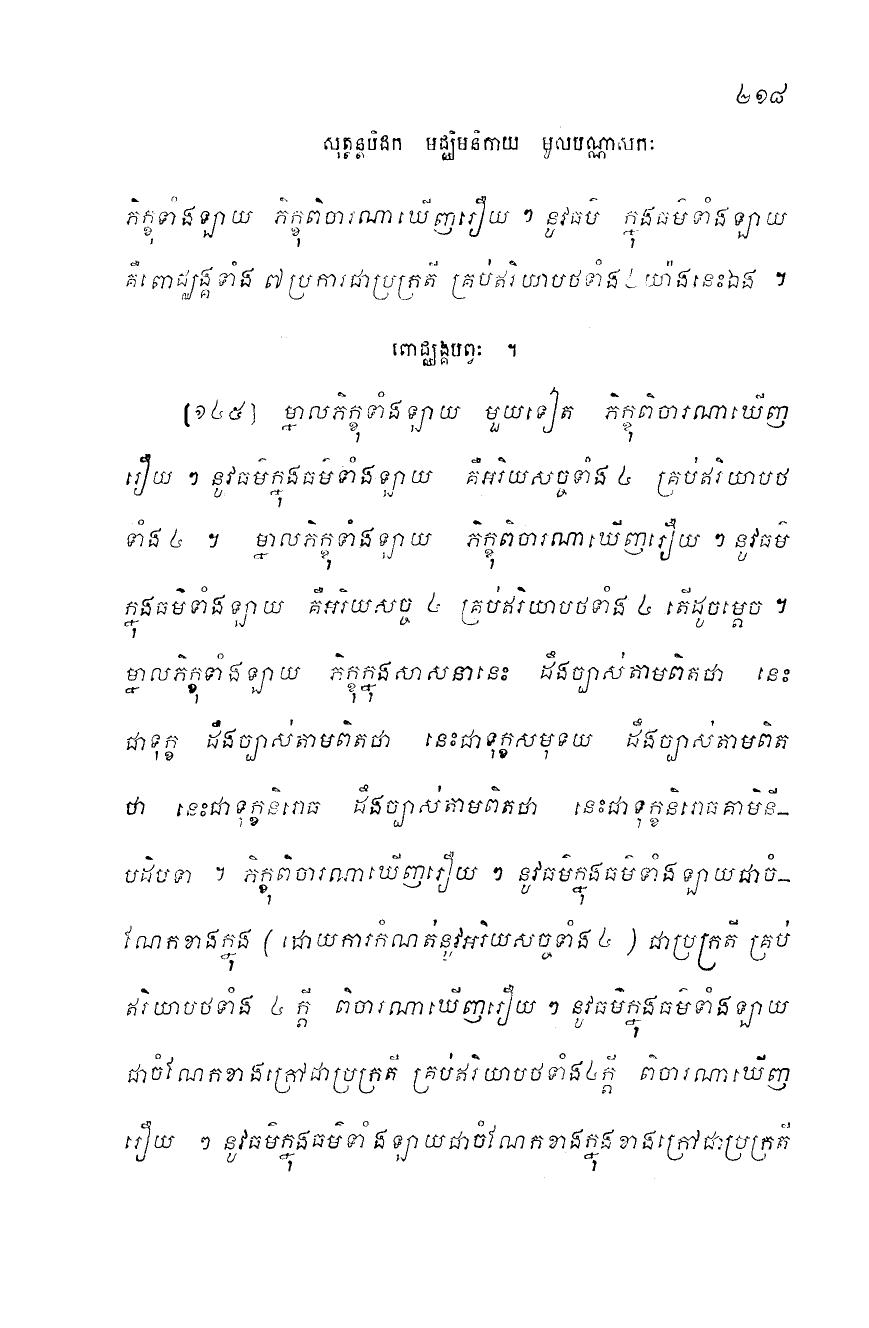 ២១៨
សុត្តន្តបិដក មជ្ឈិមនិកាយ មូលបណ្ណាសកៈ
ភិក្ខុទាំងឡាយ ភិក្ខុពិចារណាឃើញរឿយ ៗ នូវធម៌ ក្នុងធម៌ទាំងឡាយ
គឺពោជ្ឈង្គទាំង ៧ ប្រការជាប្រក្រតី គ្រប់ឥរិយាបថទាំង ៤ យ៉ាងនេះឯង ។
ពោជ្ឈង្គបព្វៈ ។
[១៤៥] ម្នាលភិក្ខុទាំងឡាយ មួយទៀត ភិក្ខុពិចារណាឃើញ
រឿយ ៗ នូវធម៌ក្នុងធម៌ទាំងឡាយ គឺអរិយសច្ចទាំង ៤ គ្រប់ឥរិយាបថ
ទាំង ៤ ។ ម្នាលភិក្ខុទាំងឡាយ ភិក្ខុពិចារណាឃើញរឿយ ៗ នូវធម៌
ក្នុងធម៌ទាំងឡាយ គឺអរិយសច្ច ៤ គ្រប់ឥរិយាបថទាំង ៤ តើដូចម្តេច ។
ម្នាលភិក្ខុទាំងឡាយ ភិក្ខុក្នុងសាសនានេះ ដឹងច្បាស់តាមពិតថា នេះ
ជាទុក្ខ ដឹងច្បាស់តាមពិតថា នេះជាទុក្ខសមុទយ ដឹងច្បាស់តាមពិត
ថា នេះជាទុក្ខនិរោធ ដឹងច្បាស់តាមពិតថា នេះជាទុក្ខនិរោធគាមិនី-
បដិបទា ។ ភិក្ខុពិចារណាឃើញរឿយ ៗ នូវធម៌ក្នុងធម៌ទាំងឡាយជាចំ-
ណែកខាងក្នុង ( ដោយការកំណត់នូវអរិយសច្ចទាំង ៤ ) ជាប្រក្រតី គ្រប់
ឥរិយាបថទាំង ៤ ក្តី ពិចារណាឃើញរឿយ ៗ នូវធម៌ក្នុងធម៌ទាំងឡាយ
ជាចំណែកខាងក្រៅជាប្រក្រតី គ្រប់ឥរិយាបថទាំង៤ក្តី ពិចារណាឃើញ
រឿយ ៗ នូវធម៌ក្នុងធម៌ទាំងឡាយជាចំណែកខាងក្នុងខាងក្រៅជាប្រក្រតី